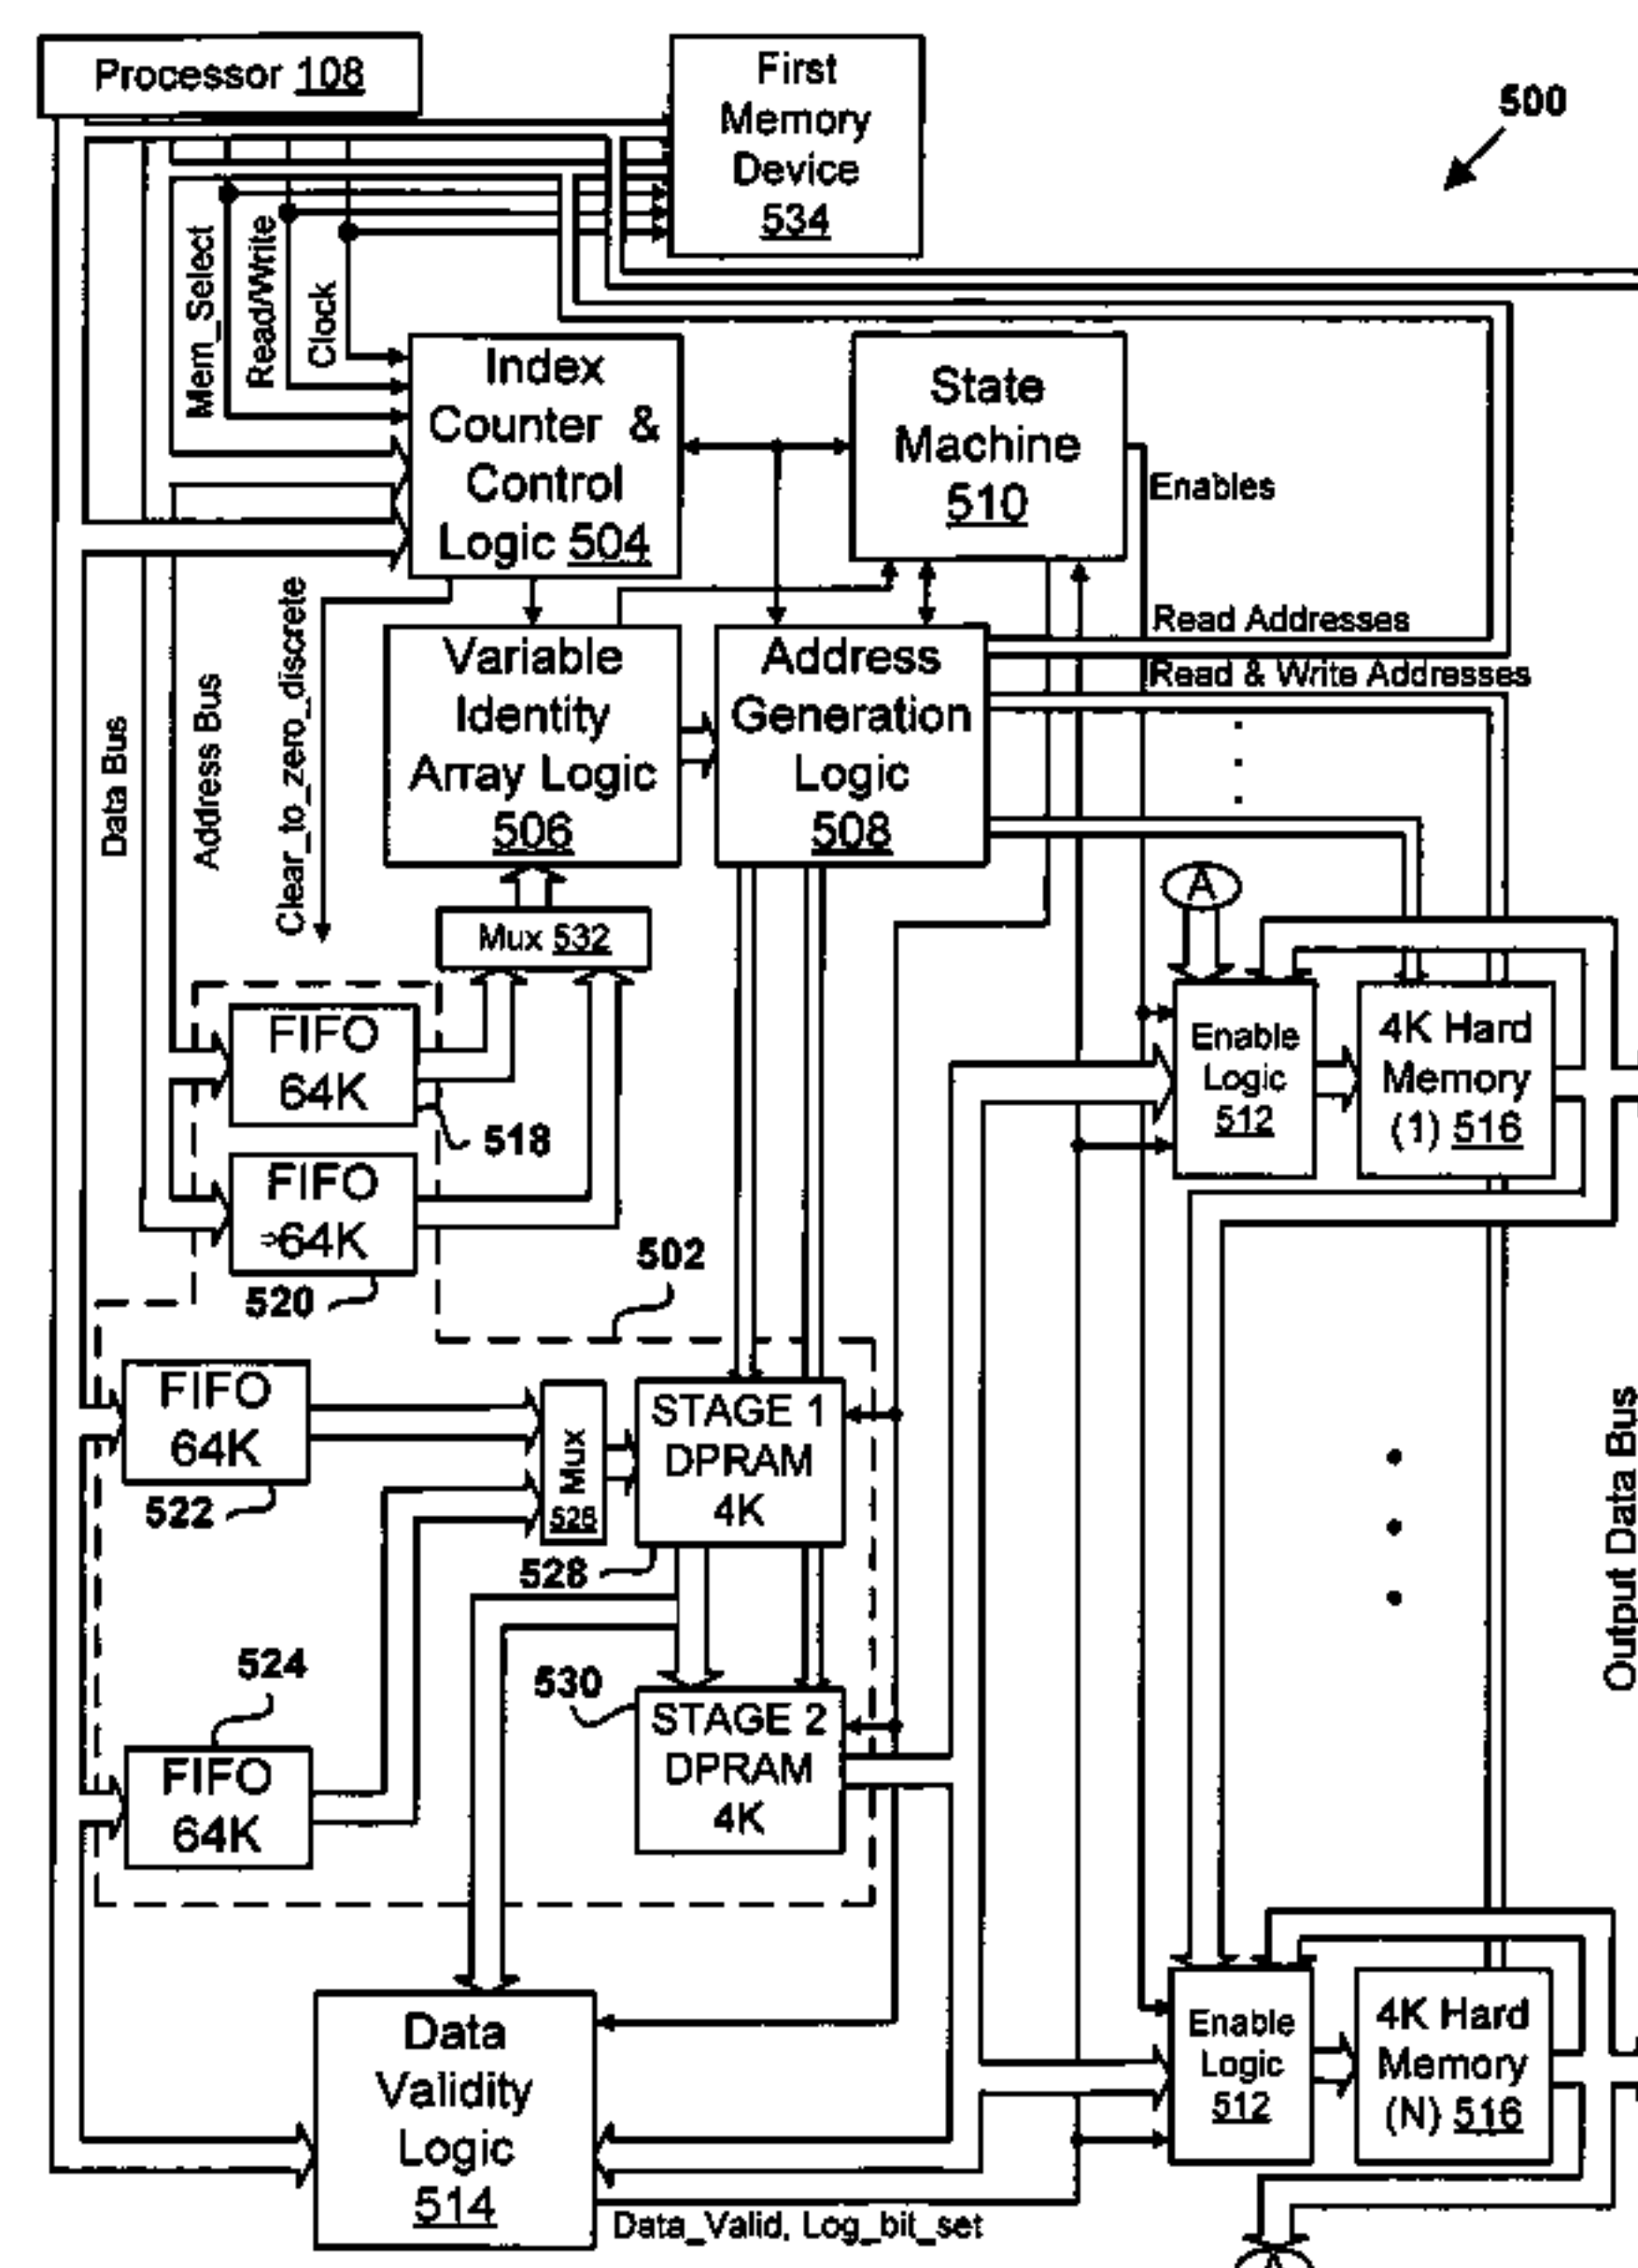 Processor 108
First
Memory
Device
534
500
Mem_Select
Read/Write
Clock
Index
Counter &
Control
Logic 504
State
Machine
510
Enables
Data Bus
Address Bus
Clear_to_zero_discrete
Variable
Identity
Array Logic
506
Address
Generation
Logic
508
Read Addresses
Read & Write Addresses
A
Mux 532
FIFO
64K
518
FIFO
64K
520
Enable
Logic
512
4K Hard
Memory
(1) 516
502
FIFO
64K
522
Mux
526
STAGE 1
DPRAM
4K
528
Output Data Bus
524
FIFO
64K
530
STAGE 2
DPRAM
4K
Data
Validity
Logic
514
Enable
Logic
512
4K Hard
Memory
(N) 516
Data_Valid, Log_bit_set
A